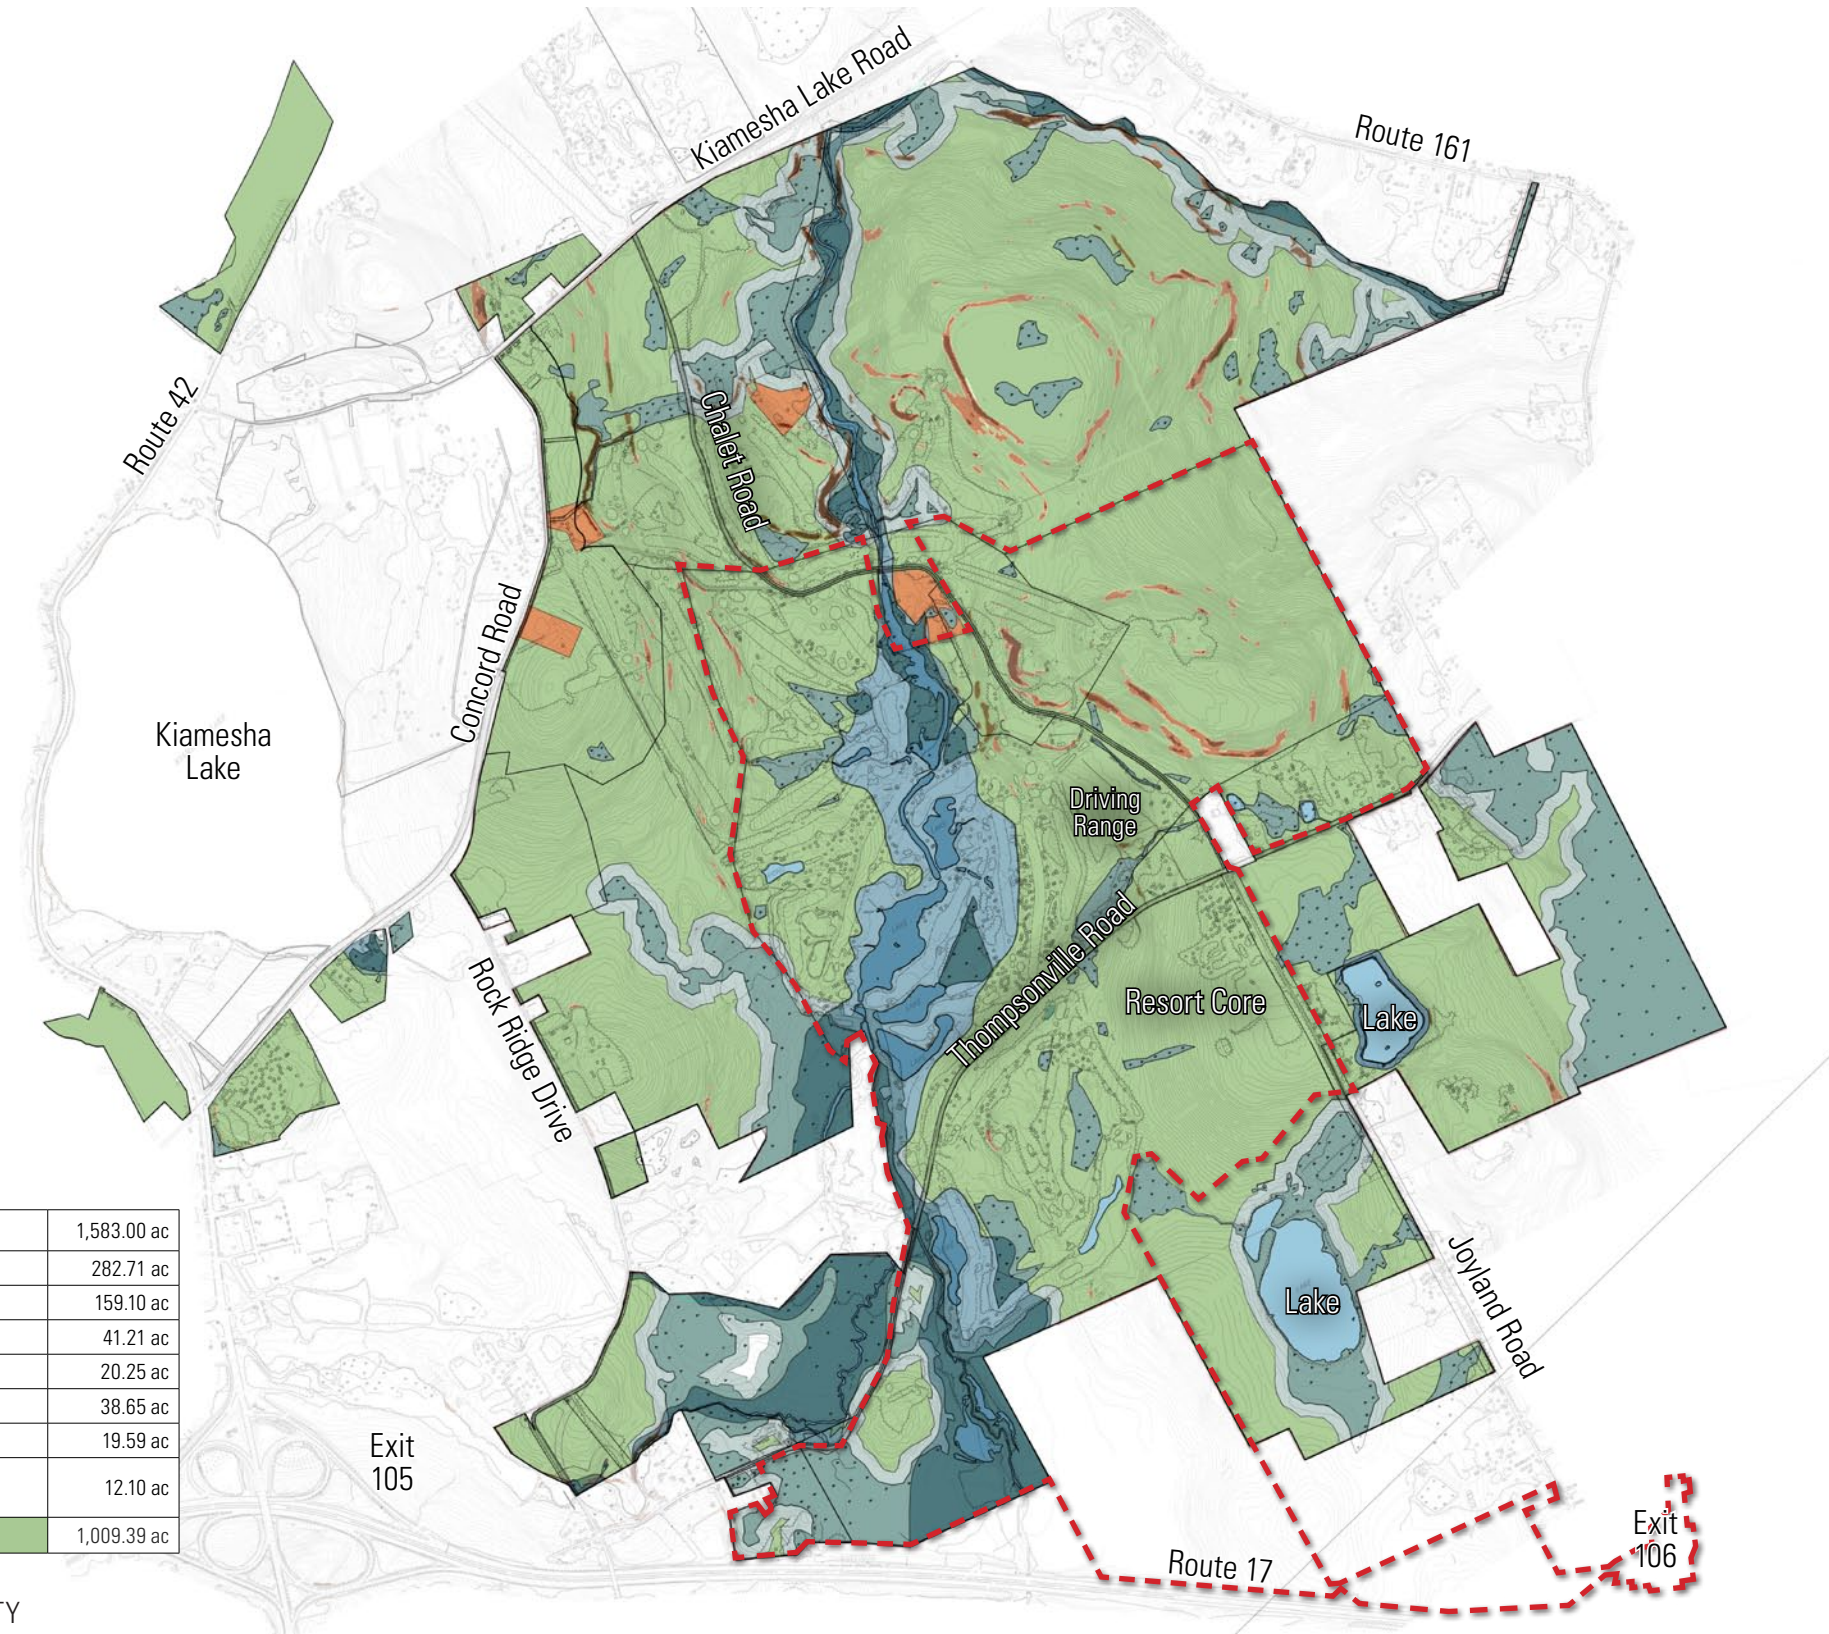 Kiamesha Lake Road
Route 161
Route 42
Chalet Road
Concord Road
Kiamesha
Lake
Driving
Range
Thompsonville Road
Rock Ridge Drive
Resort Core
Lake
Lake
Joyland Road
1,583.00 ac
282.71 ac
159.10 ac
41.21 ac
20.25 ac
38.65 ac
19.59 ac
12.10 ac
1,009.39 ac
Exit
105
Exit
106
Route 17
TY